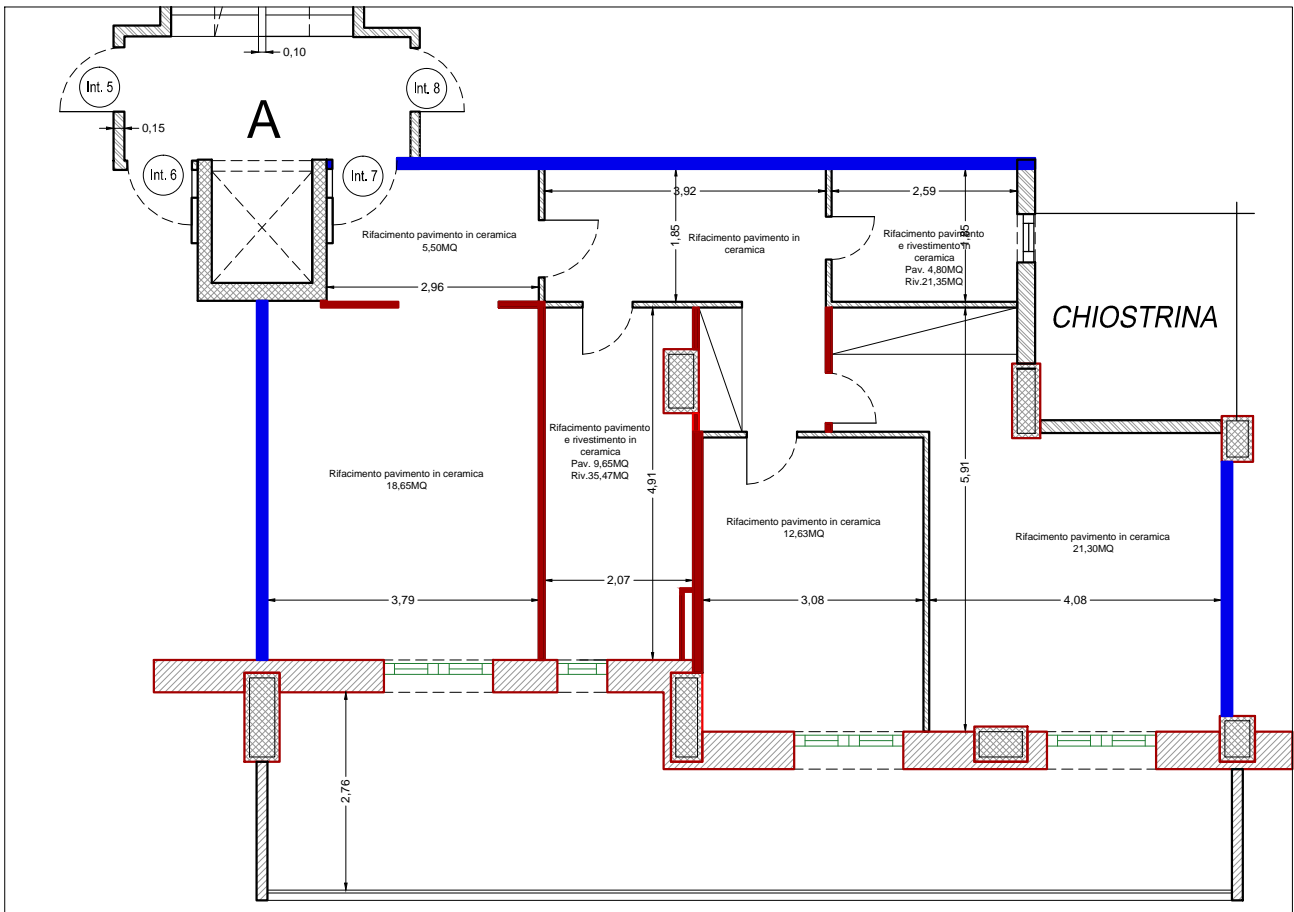 0,10
Int. 5
Int. 8
A
0,15
Int. 6
Int. 7
3,92
2,59
1,85
1,85
Rifacimento pavimento in ceramica
5,50MQ
Rifacimento pavimento in
ceramica
Rifacimento pavimento
e rivestimento in
ceramica
Pav. 4,80MQ
Riv.21,35MQ
2,96
CHIOSTRINA
Rifacimento pavimento
e rivestimento in
ceramica
Pav. 9,65MQ
Riv.35,47MQ
4,91
5,91
Rifacimento pavimento in ceramica
18,65MQ
Rifacimento pavimento in ceramica
12,63MQ
Rifacimento pavimento in ceramica
21,30MQ
2,07
3,79
3,08
4,08
2,76